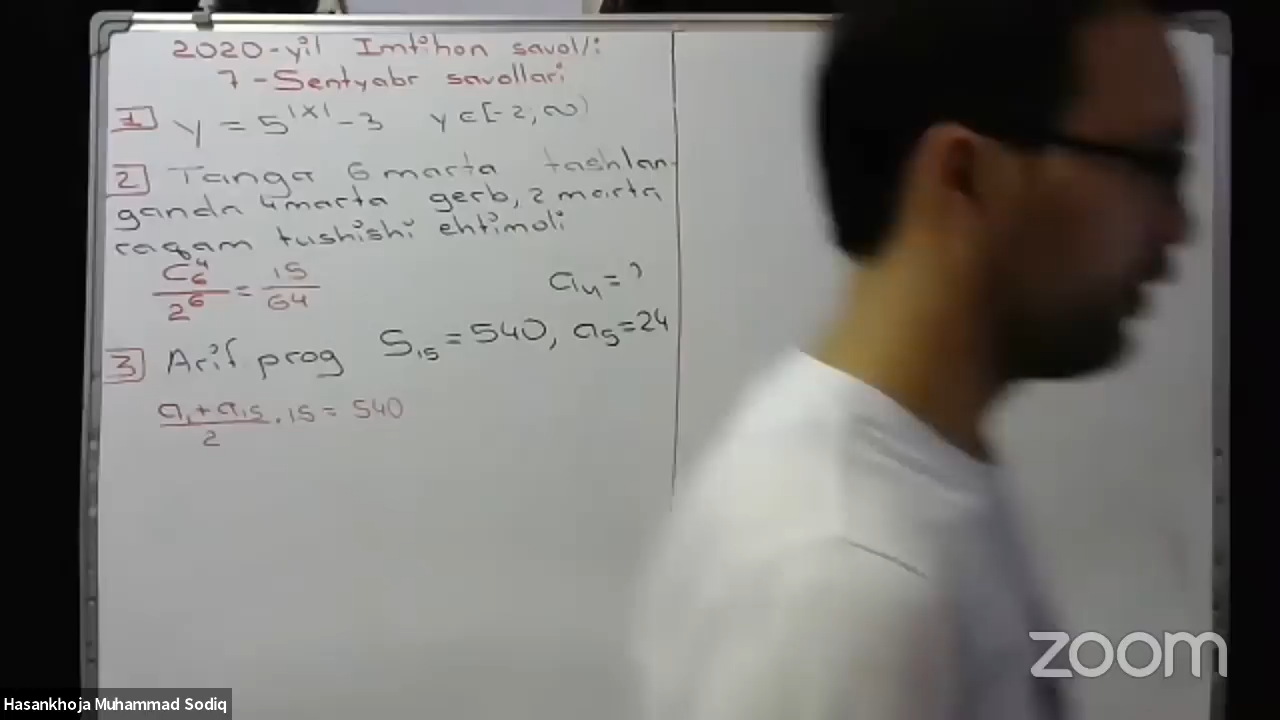 2020-yil Imtihon savol/i
7-Sentyabr savollari
1 y = 5^|x| - 3 y ∈ [-2, ∞)
2 Tanga 6 marta tashlan-
ganda 4 marta gerb, 2 marta
raqam tushishi ehtimoli
C₆⁴/2⁶ = 15/64
a₄ = ?
3 Arif prog S₁₅ = 540, a₅ = 24
(a₁ + a₁₅)/2 · 15 = 540
zoom
Hasankhoja Muhammad Sodiq